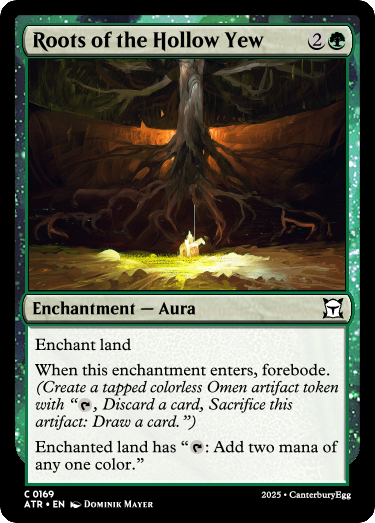 Roots of the Hollow Yew 2
Enchantment — Aura
Enchant land
When this enchantment enters, forebode.
(Create a tapped colorless Omen artifact token
with “, Discard a card, Sacrifice this
artifact: Draw a card.”)
Enchanted land has “: Add two mana of
any one color.”
C 0169
ATR • EN Dominik Mayer
2025 • CanterburyEgg